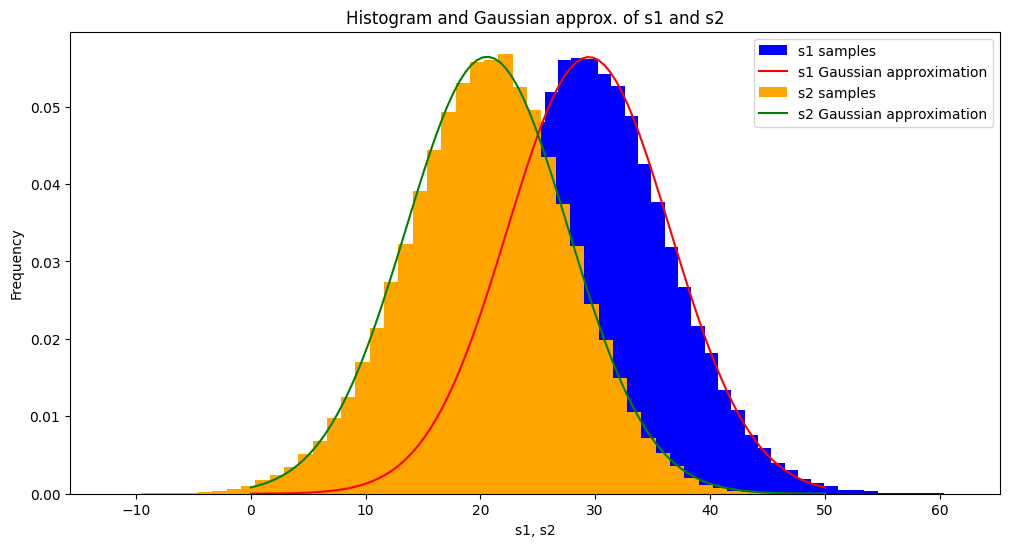 Histogram and Gaussian approx. of s1 and s2
s1 samples
s1 Gaussian approximation
s2 samples
s2 Gaussian approximation
Frequency
0.05
0.04
0.03
0.02
0.01
0.00
−10 0 10 20 30 40 50 60
s1, s2